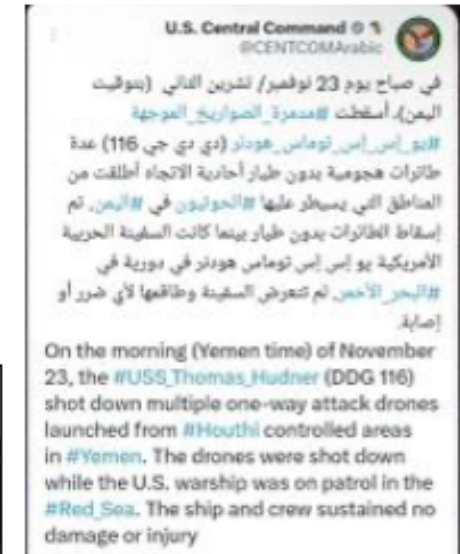 U.S. Central Command
@CENTCOMArabic
في صباح يوم 23 نوفمبر/ تشرين الثاني (بتوقيت
اليمن)، أسقطت #مدمرة_الصواريخ_الموجهة
#يو_إس_إس_توماس_هودنر (دي دي جي 116) عدة
طائرات هجومية بدون طيار أحادية الاتجاه أطلقت من
المناطق التي يسيطر عليها #الحوثيون في #اليمن. تم
إسقاط الطائرات بدون طيار بينما كانت السفينة الحربية
الأمريكية يو إس إس توماس هودنر في دورية في
#البحر_الأحمر. لم تتعرض السفينة وطاقمها لأي ضرر أو
إصابة.
On the morning (Yemen time) of November
23, the #USS_Thomas_Hudner (DDG 116)
shot down multiple one-way attack drones
launched from #Houthi controlled areas
in #Yemen. The drones were shot down
while the U.S. warship was on patrol in the
#Red_Sea. The ship and crew sustained no
damage or injury